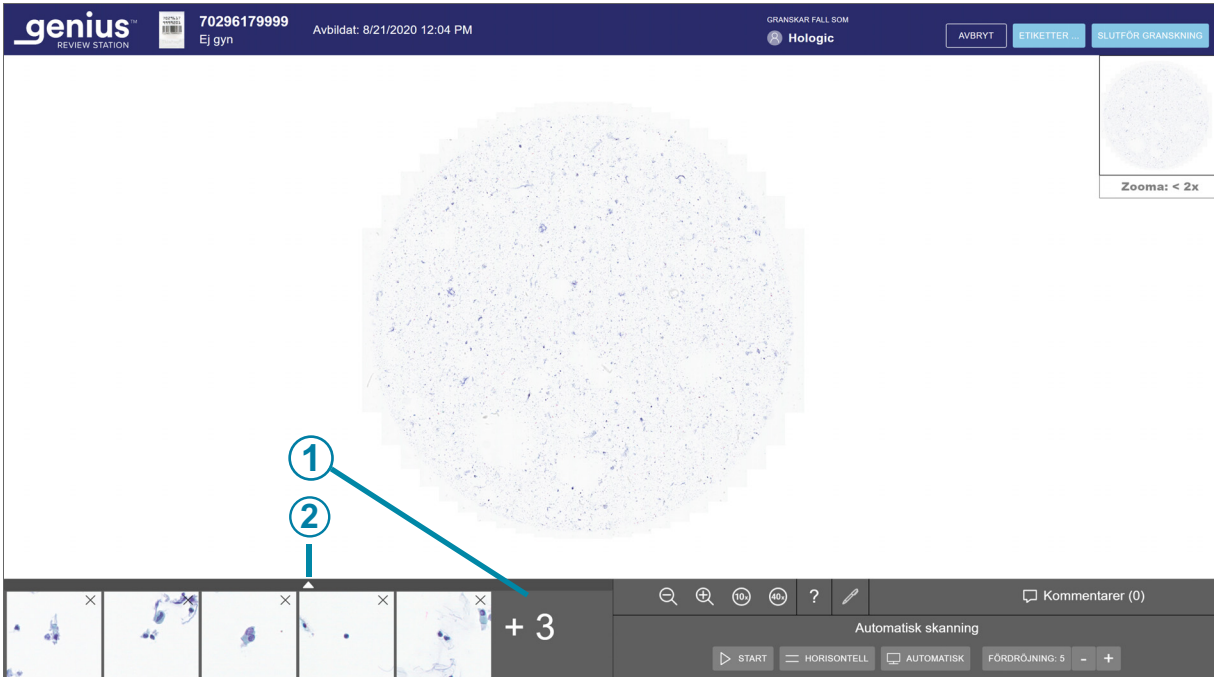 genius™
REVIEW STATION
70296179999
Ej gyn
Avbildat: 8/21/2020 12:04 PM
GRANSKAR FALL SOM
Hologic
AVBRYT
ETIKETTER ...
SLUTFÖR GRANSKNING
Zooma: < 2x
1
2
+ 3
10x
40x
?
Kommentarer (0)
Automatisk skanning
START
HORISONTELL
AUTOMATISK
FÖRDRÖJNING: 5
-
+